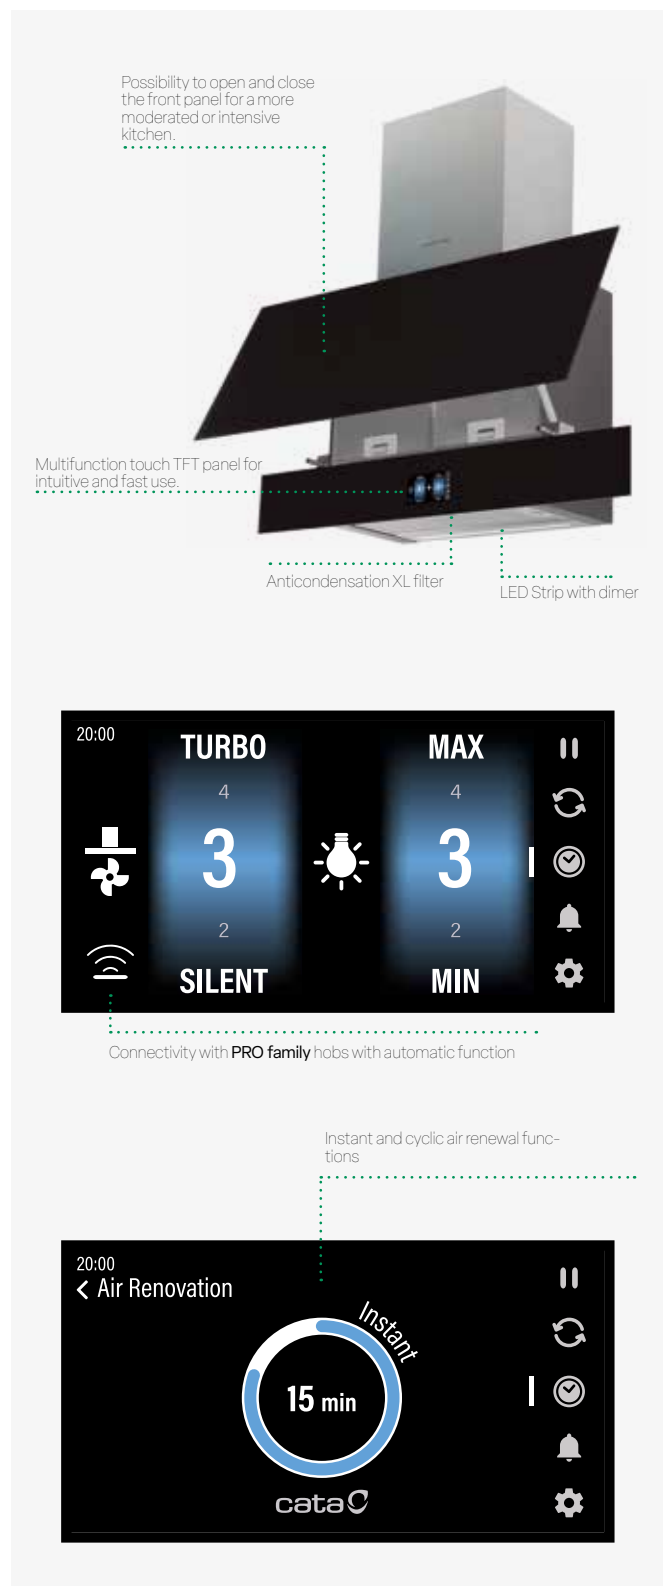 Possibility to open and close
the front panel for a more
moderated or intensive
kitchen.
Multifunction touch TFT panel for
intuitive and fast use.
Anticondensation XL filter
LED Strip with dimer
20:00
TURBO
MAX
4
4
3
3
2
2
SILENT
MIN
Connectivity with PRO family hobs with automatic function
Instant and cyclic air renewal func-
tions
20:00
Air Renovation
Instant
15 min
cata